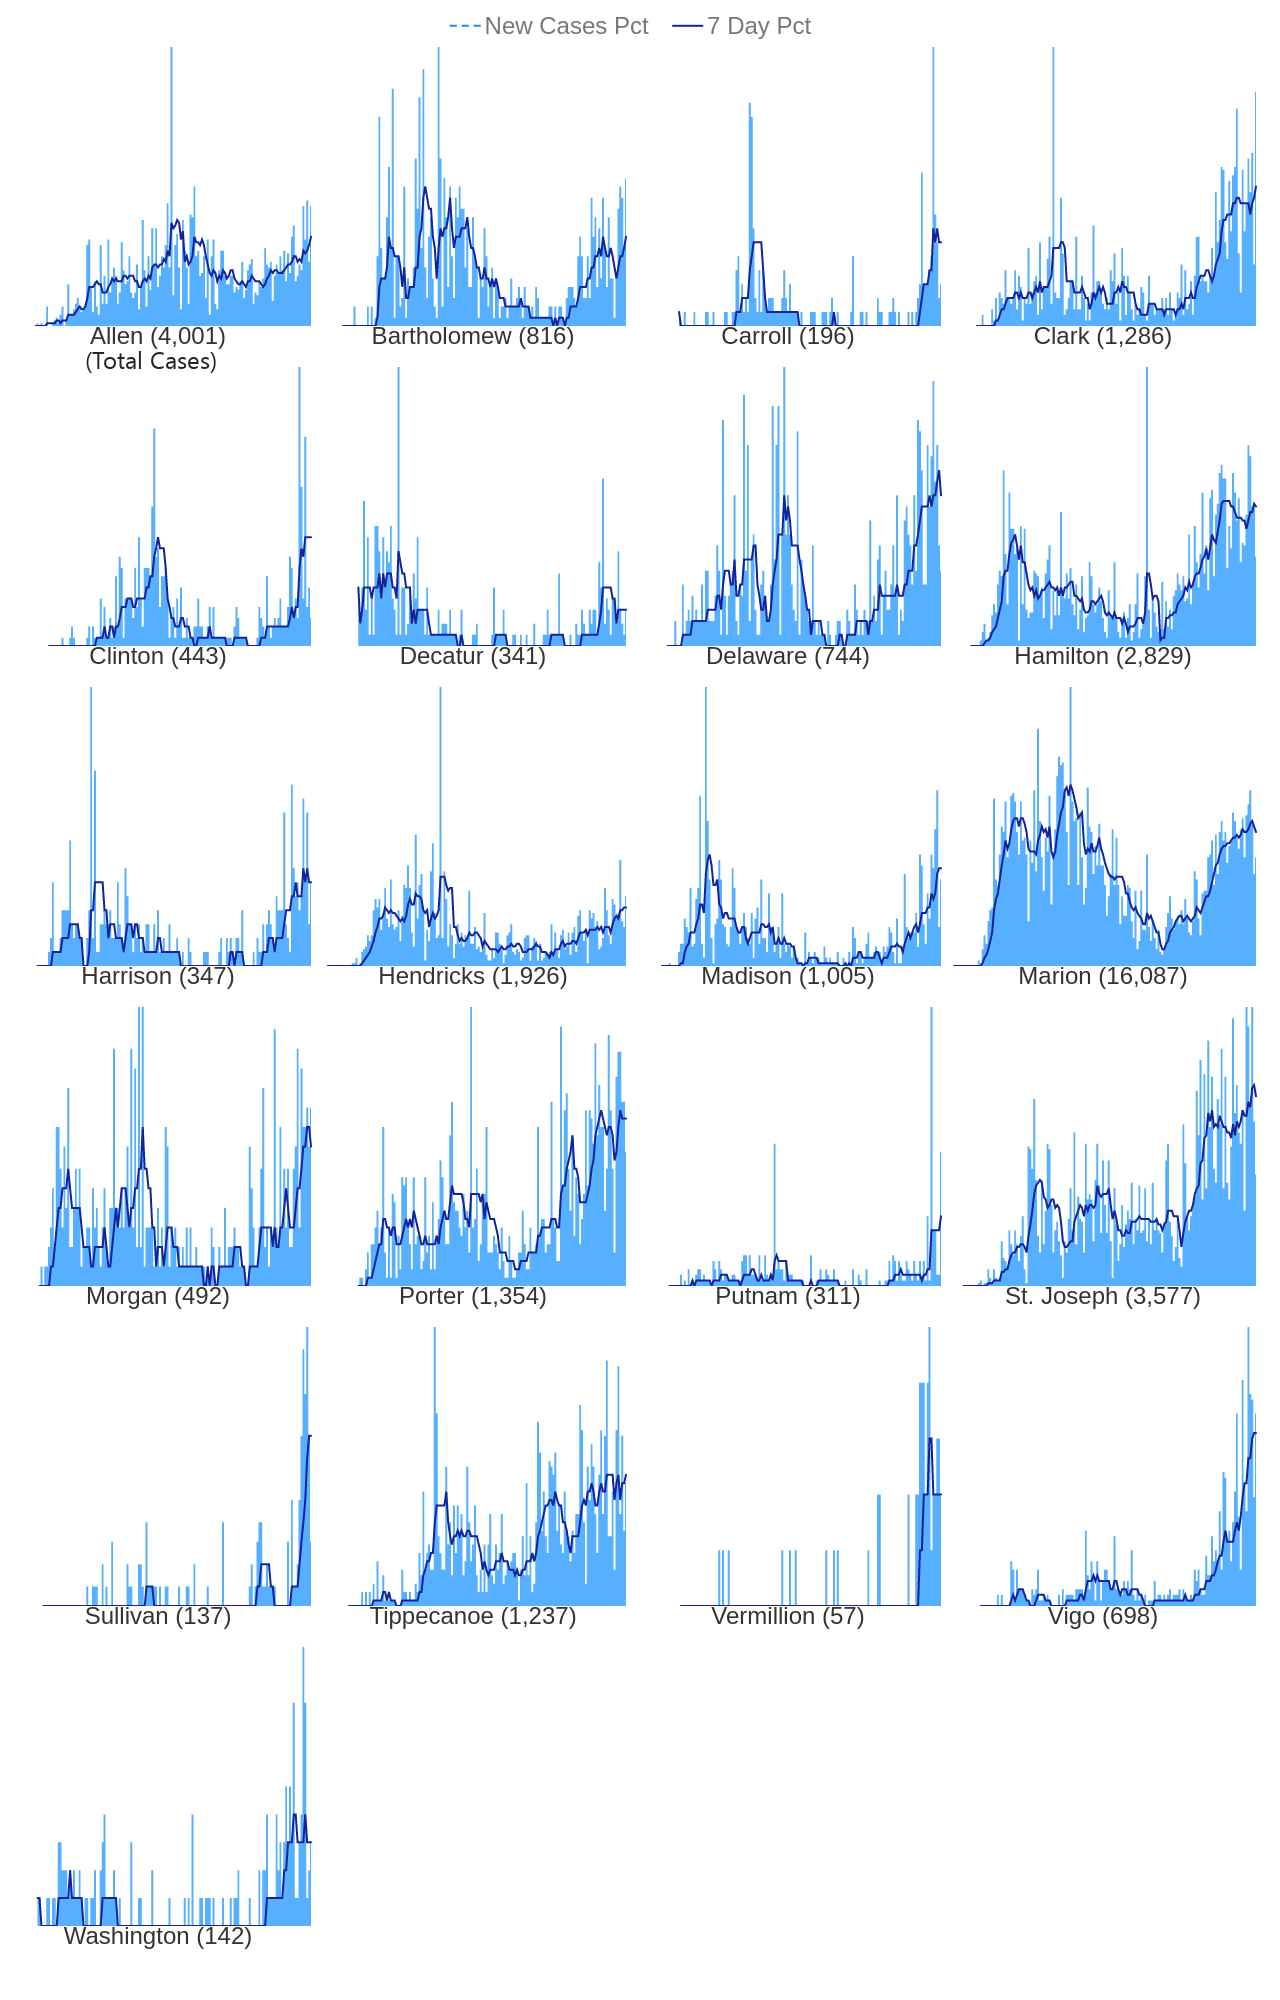 New Cases Pct 7 Day Pct
Allen (4,001) Bartholomew (816) Carroll (196) Clark (1,286)
(Total Cases)
Clinton (443) Decatur (341) Delaware (744) Hamilton (2,829)
Harrison (347) Hendricks (1,926) Madison (1,005) Marion (16,087)
Morgan (492) Porter (1,354) Putnam (311) St. Joseph (3,577)
Sullivan (137) Tippecanoe (1,237) Vermillion (57) Vigo (698)
Washington (142)